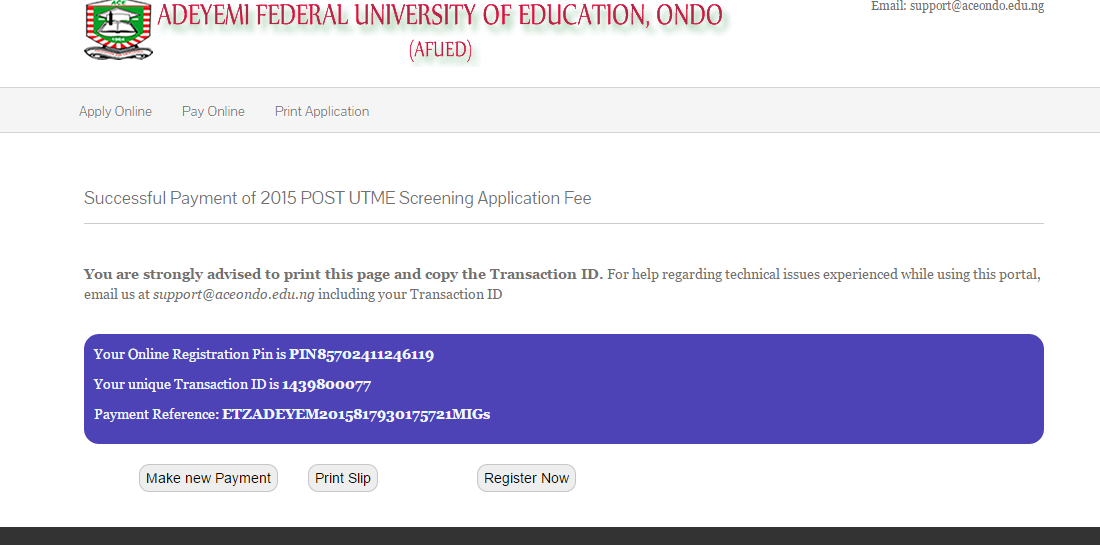 ACE
ADEYEMI FEDERAL UNIVERSITY OF EDUCATION, ONDO
(AFUED)
Email: support@aceondo.edu.ng
Apply Online Pay Online Print Application
Successful Payment of 2015 POST UTME Screening Application Fee
You are strongly advised to print this page and copy the Transaction ID. For help regarding technical issues experienced while using this portal,
email us at support@aceondo.edu.ng including your Transaction ID
Your Online Registration Pin is PIN85702411246119
Your unique Transaction ID is 1439800077
Payment Reference: ETZADEYEM2015817930175721MIGs
Make new Payment Print Slip Register Now